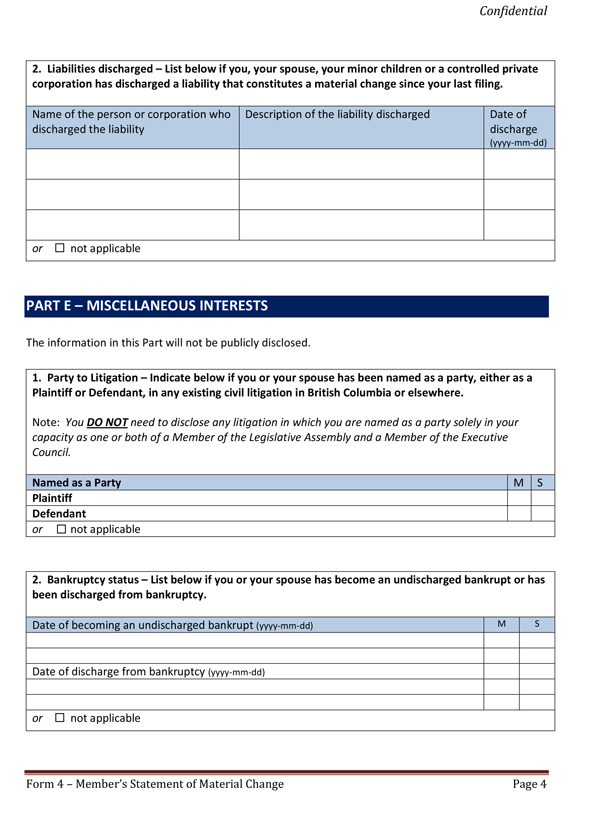 Confidential
2. Liabilities discharged – List below if you, your spouse, your minor children or a controlled private
corporation has discharged a liability that constitutes a material change since your last filing.
Name of the person or corporation who
discharged the liability
Description of the liability discharged
Date of
discharge
(yyyy-mm-dd)
or ☐ not applicable
PART E – MISCELLANEOUS INTERESTS
The information in this Part will not be publicly disclosed.
1. Party to Litigation – Indicate below if you or your spouse has been named as a party, either as a
Plaintiff or Defendant, in any existing civil litigation in British Columbia or elsewhere.
Note: You DO NOT need to disclose any litigation in which you are named as a party solely in your
capacity as one or both of a Member of the Legislative Assembly and a Member of the Executive
Council.
Named as a Party M S
Plaintiff
Defendant
or ☐ not applicable
2. Bankruptcy status – List below if you or your spouse has become an undischarged bankrupt or has
been discharged from bankruptcy.
Date of becoming an undischarged bankrupt (yyyy-mm-dd) M S
Date of discharge from bankruptcy (yyyy-mm-dd)
or ☐ not applicable
Form 4 – Member's Statement of Material Change Page 4